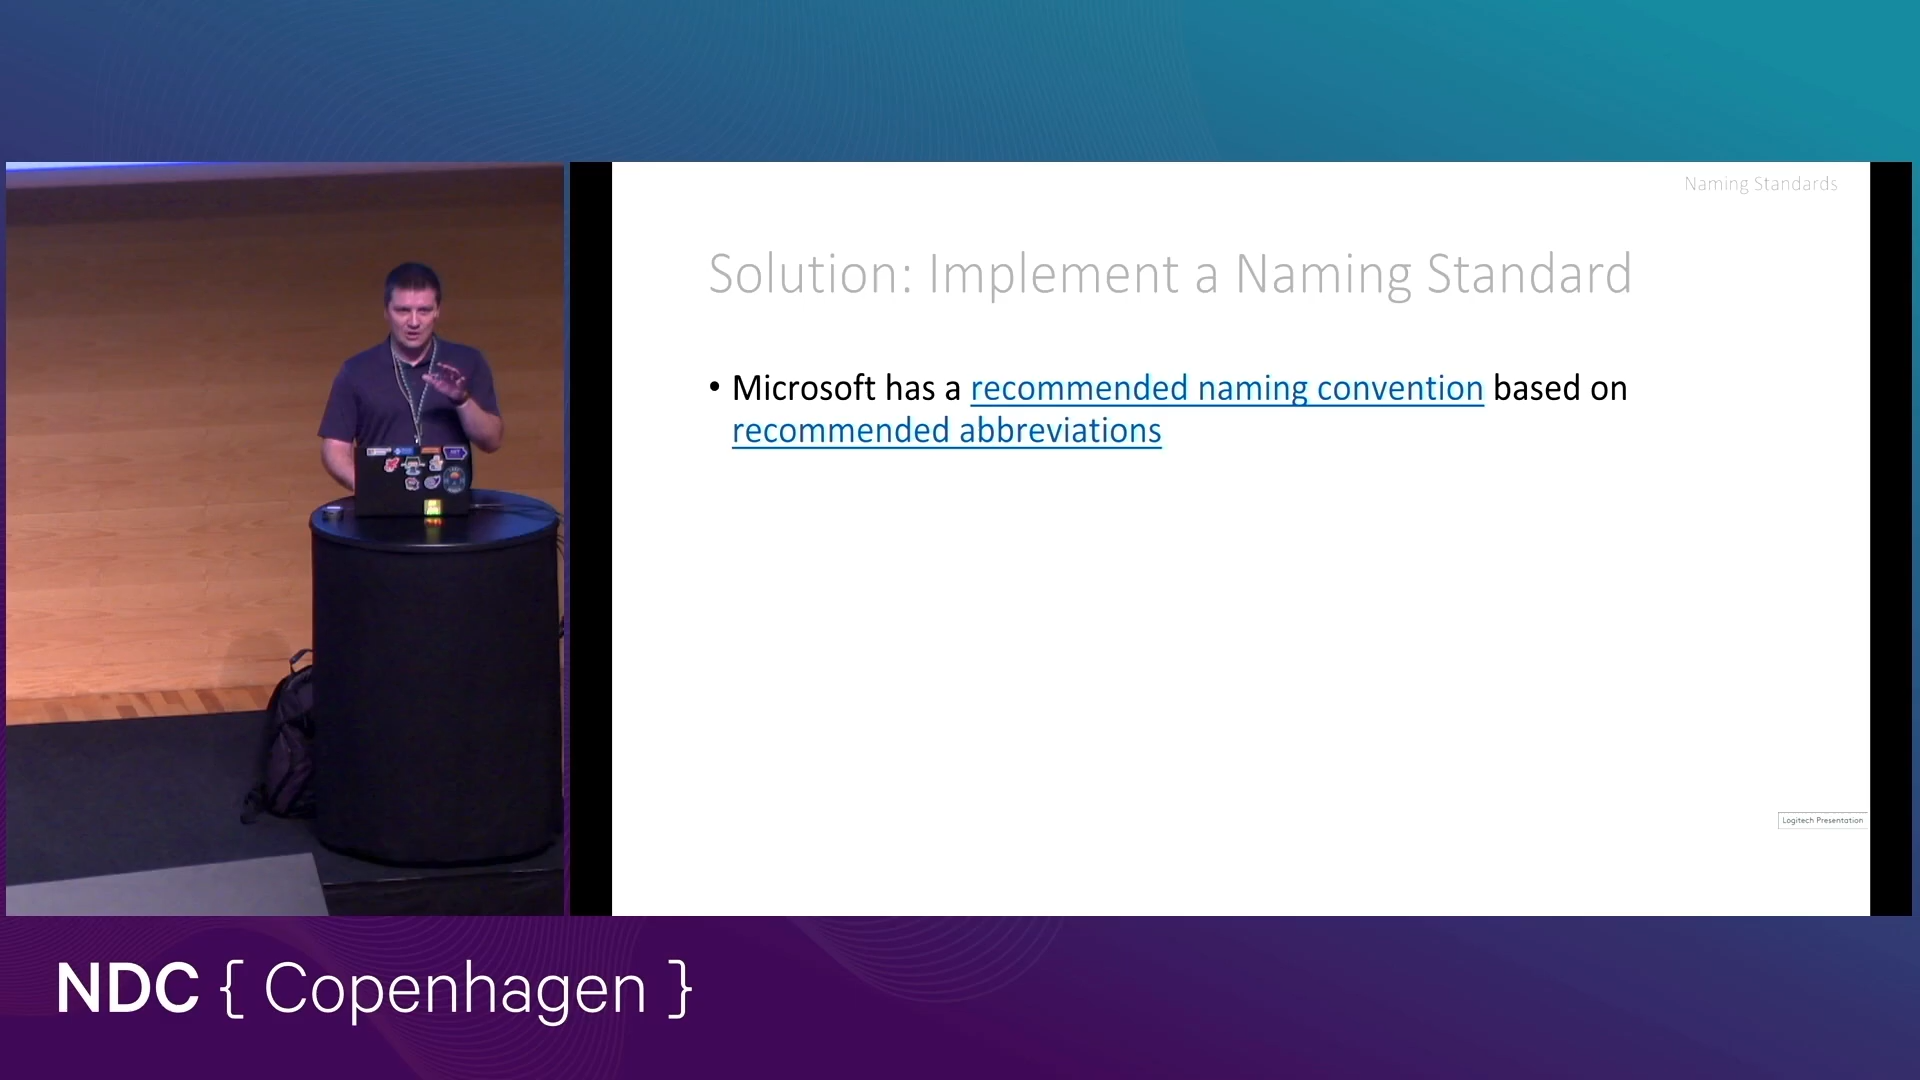 Naming Standards
Solution: Implement a Naming Standard
• Microsoft has a recommended naming convention based on
recommended abbreviations
Logitech Presentation
NDC { Copenhagen }